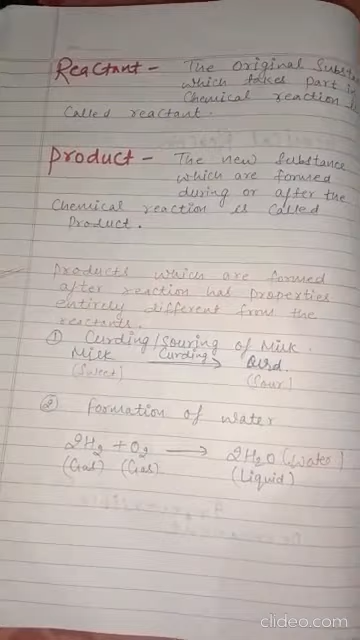 Reactant - The original Substa
which takes part in
Chemical reaction is
Called reactant.
Product - The new Substance
which are formed
during or after the
Chemical reaction is called
Product.
Products which are formed
after reaction has properties
entirely different from the
reactants.
① Curding/Souring of Milk.
Milk Curding→ Curd.
(Sweet) (Sour)
② Formation of water
2H₂ + O₂ → 2H₂O (water)
(Gas) (Gas) (Liquid)
clideo.com